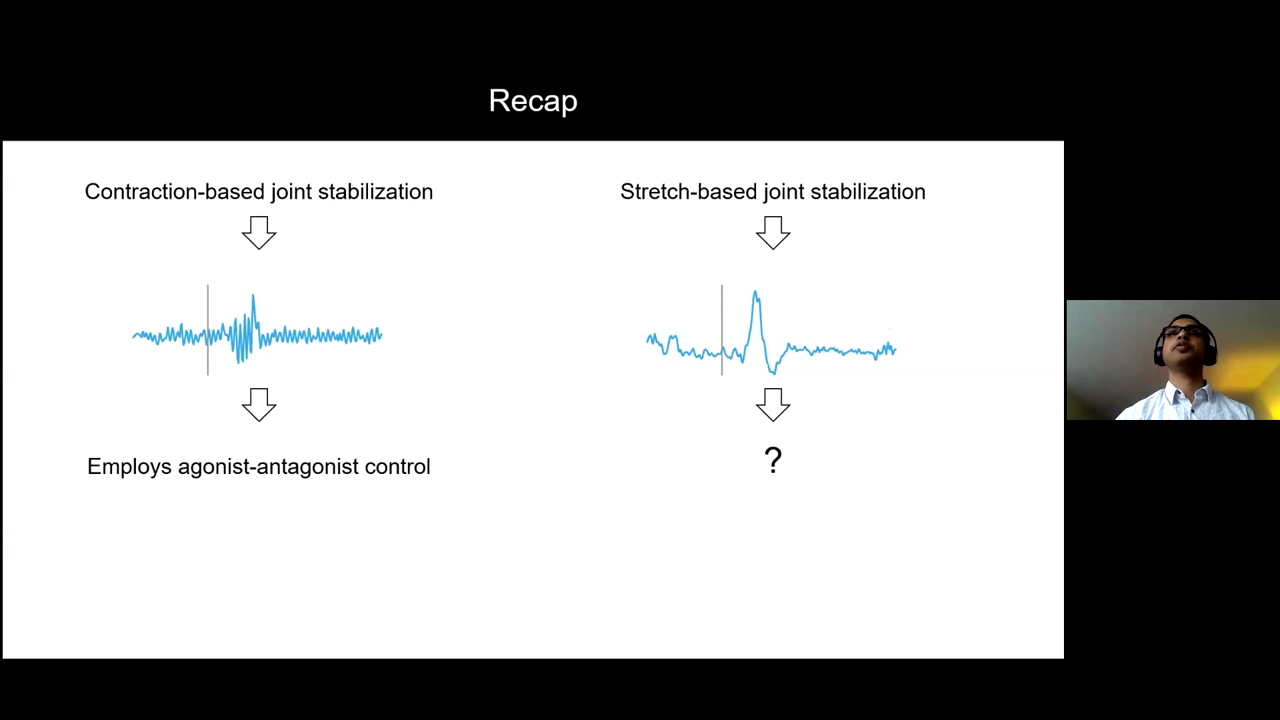 Recap
Contraction-based joint stabilization
Stretch-based joint stabilization
Employs agonist-antagonist control
?